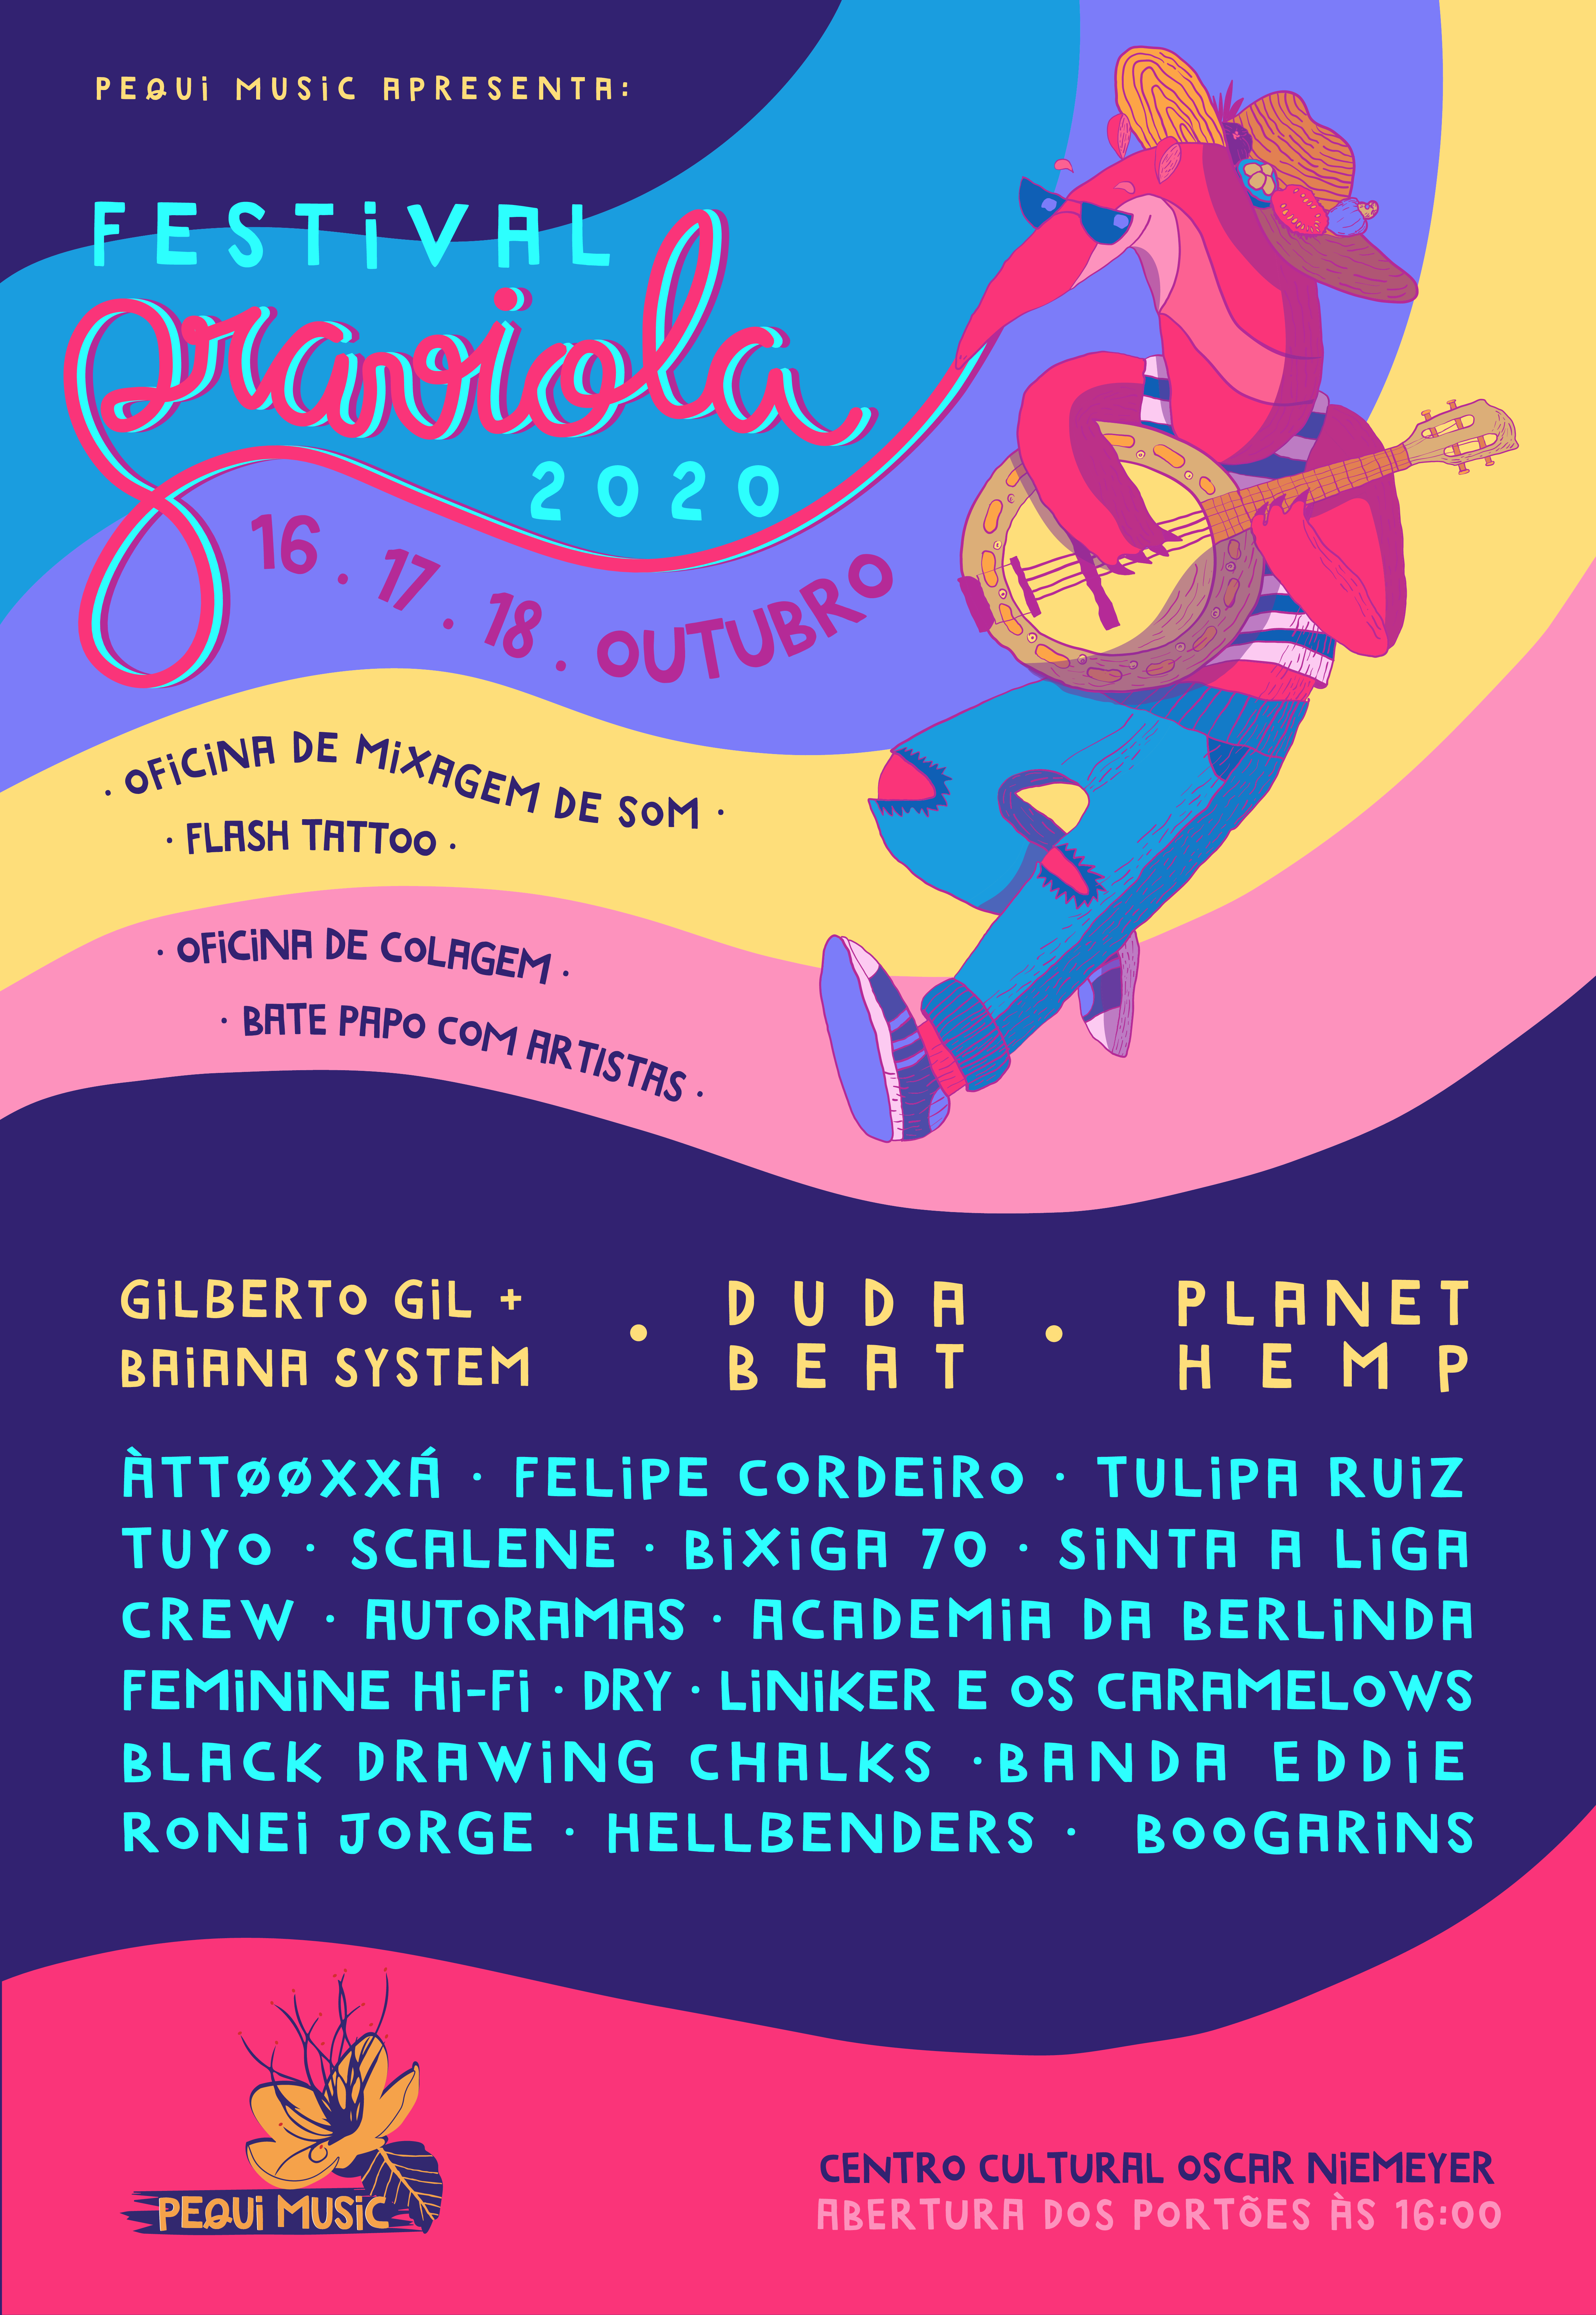 PEQUI MUSIC APRESENTA:
FESTIVAL
graviola
2020
16 . 17 . 18 . OUTUBRO
· OFICINA DE MIXAGEM DE SOM ·
· FLASH TATTOO ·
· OFICINA DE COLAGEM ·
· BATE PAPO COM ARTISTAS ·
GILBERTO GIL +
BAIANA SYSTEM
·
DUDA
BEAT
·
PLANET
HEMP
ÀTTØØXXÁ · FELIPE CORDEIRO · TULIPA RUIZ
TUYO · SCALENE · BIXIGA 70 · SINTA A LIGA
CREW · AUTORAMAS · ACADEMIA DA BERLINDA
FEMININE HI-FI · DRY · LINIKER E OS CARAMELOWS
BLACK DRAWING CHALKS · BANDA EDDIE
RONEI JORGE · HELLBENDERS · BOOGARINS
PEQUI MUSIC
CENTRO CULTURAL OSCAR NIEMEYER
ABERTURA DOS PORTÕES ÀS 16:00